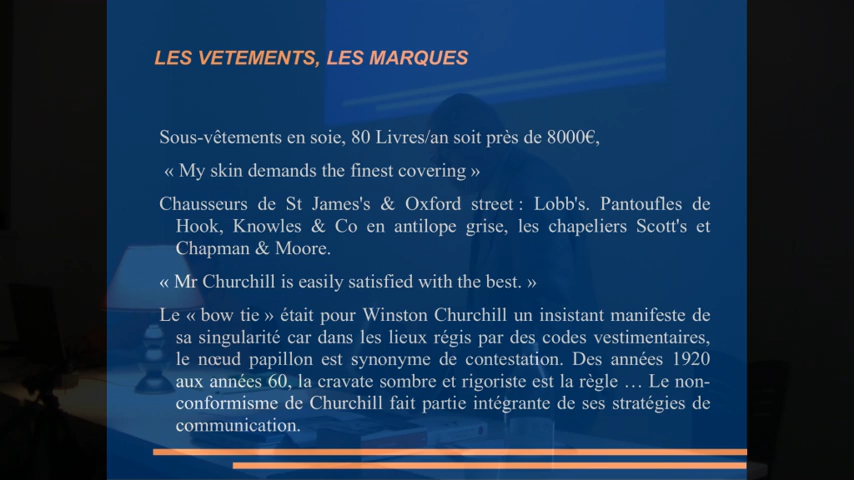 LES VETEMENTS, LES MARQUES
Sous-vêtements en soie, 80 Livres/an soit près de 8000€,
« My skin demands the finest covering »
Chausseurs de St James's & Oxford street : Lobb's. Pantoufles de
Hook, Knowles & Co en antilope grise, les chapeliers Scott's et
Chapman & Moore.
« Mr Churchill is easily satisfied with the best. »
Le « bow tie » était pour Winston Churchill un insistant manifeste de
sa singularité car dans les lieux régis par des codes vestimentaires,
le nœud papillon est synonyme de contestation. Des années 1920
aux années 60, la cravate sombre et rigoriste est la règle … Le non-
conformisme de Churchill fait partie intégrante de ses stratégies de
communication.